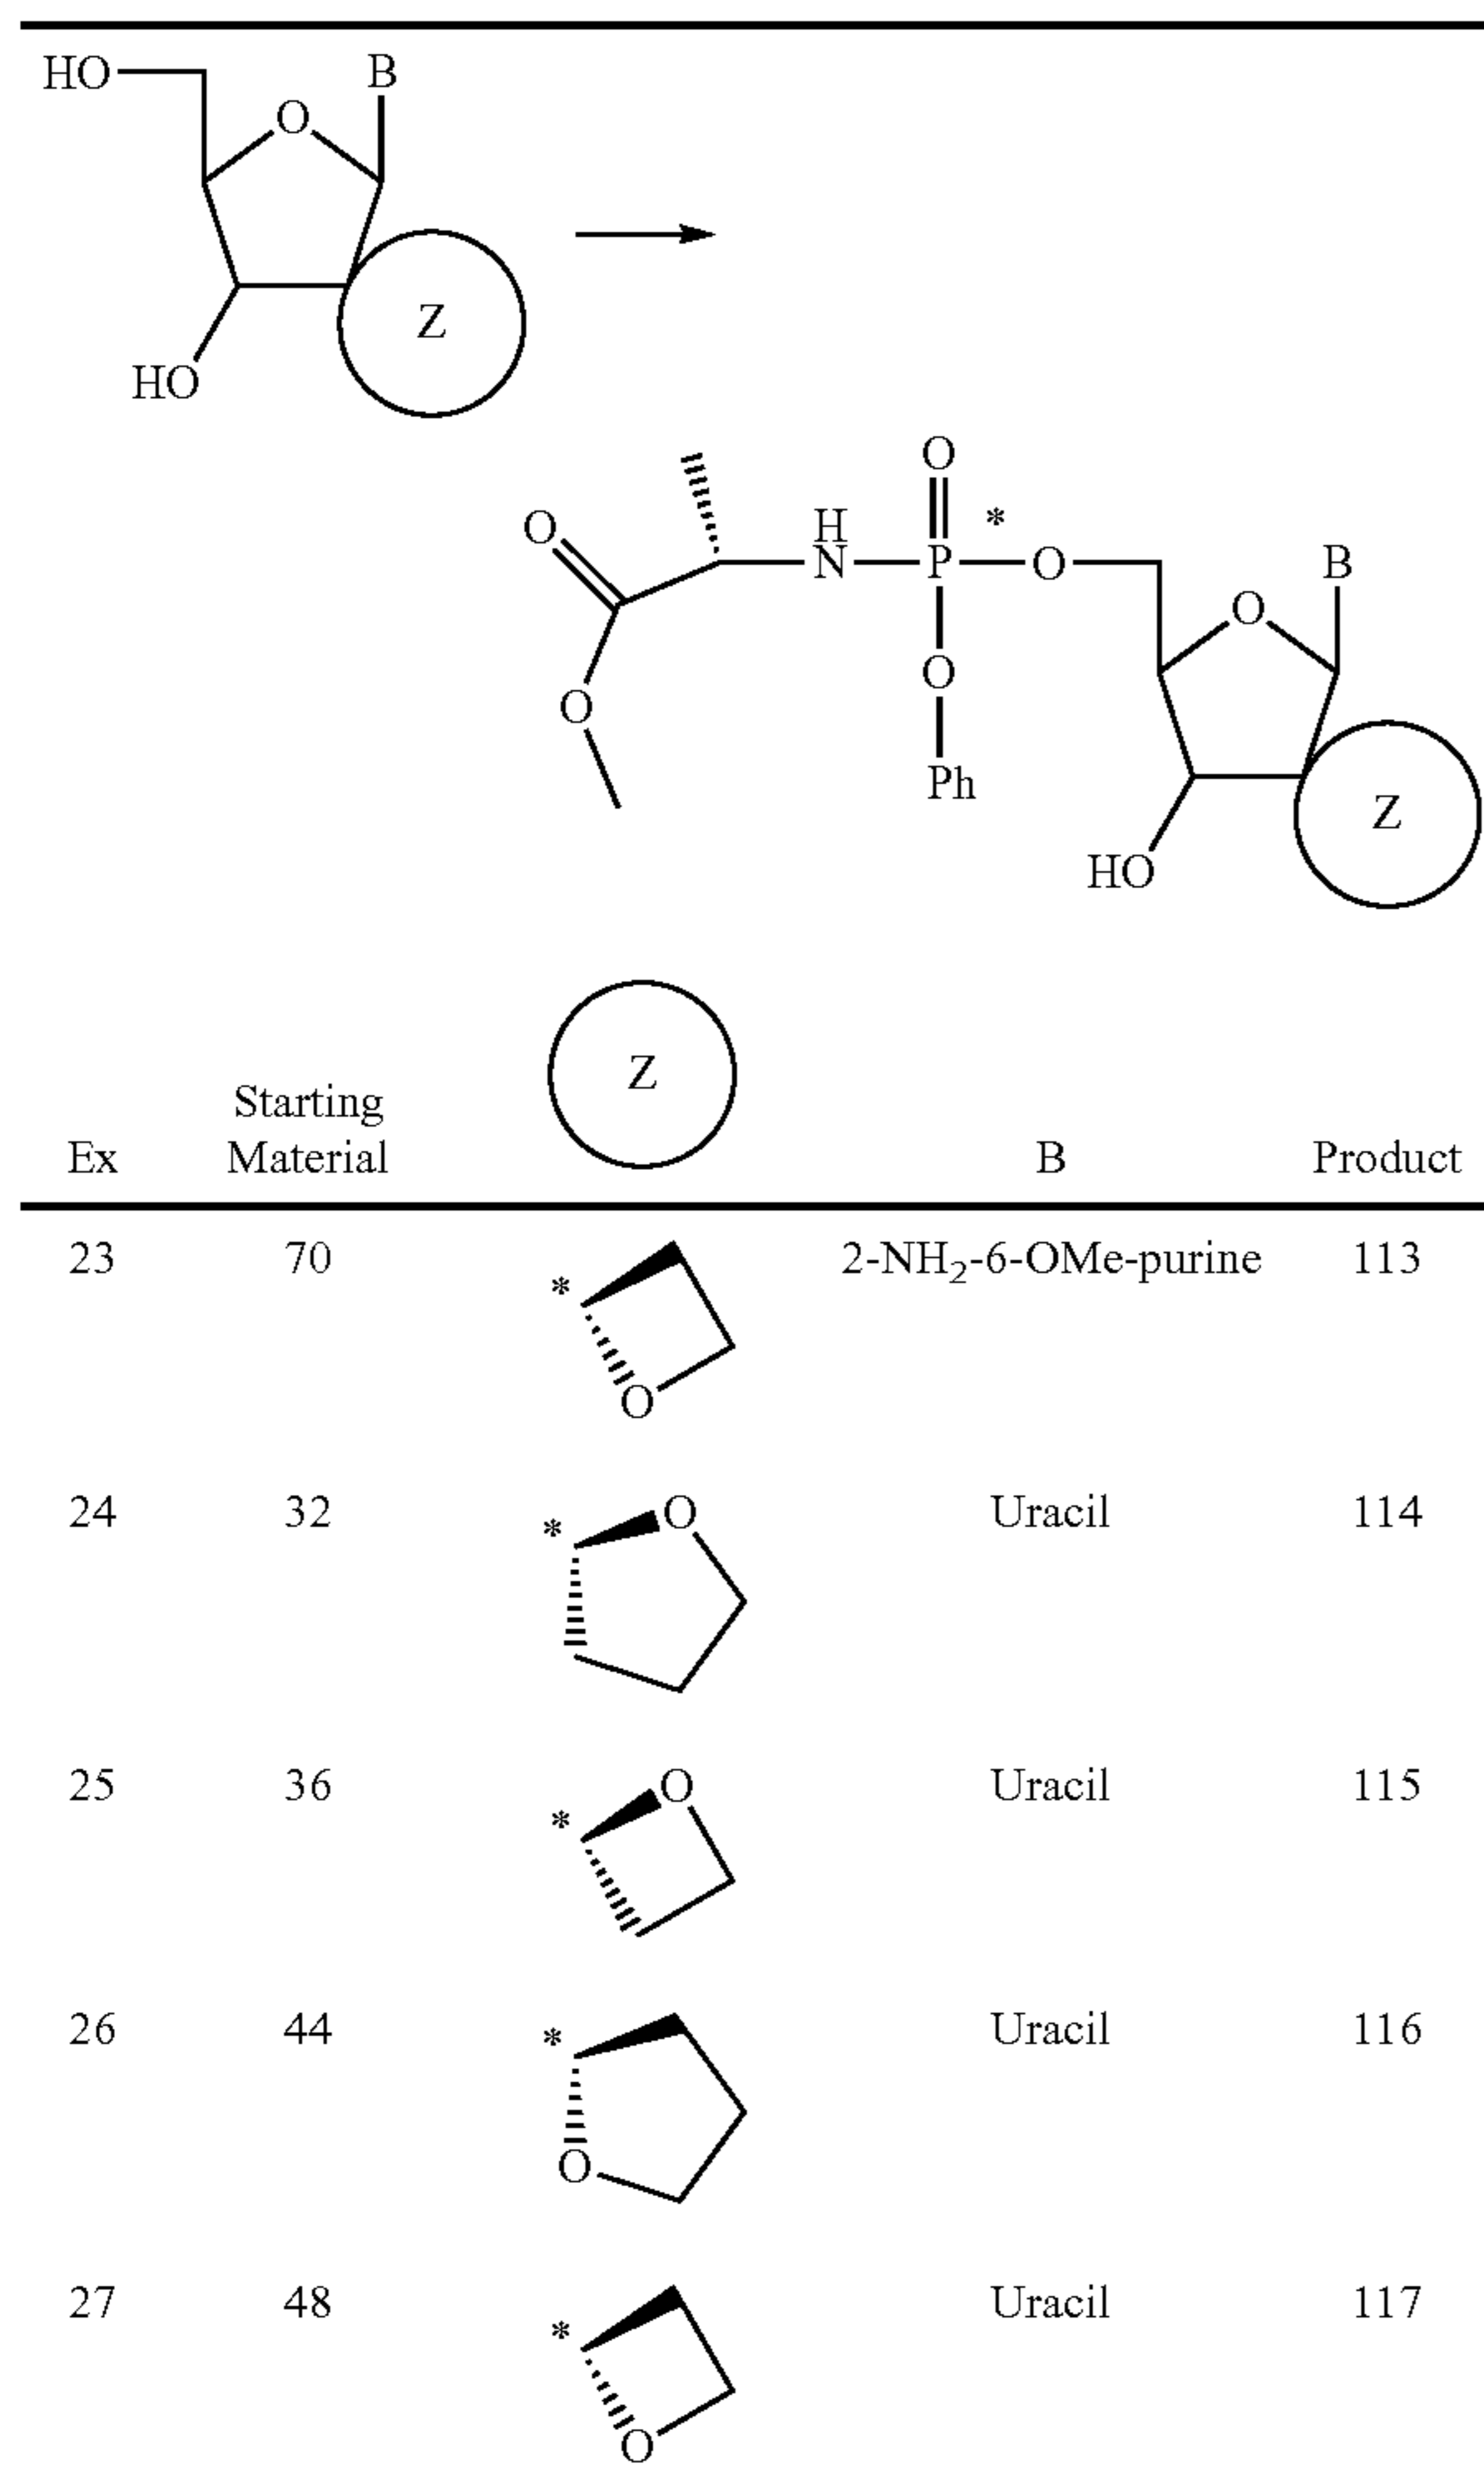 HO B
O
Z
HO
O
O H *
N P O B
O
O O
Ph Z
HO
Z
Starting
Ex Material B Product
23 70 * O 2-NH2-6-OMe-purine 113
24 32 * O Uracil 114
25 36 * O Uracil 115
26 44 * O Uracil 116
27 48 * O Uracil 117